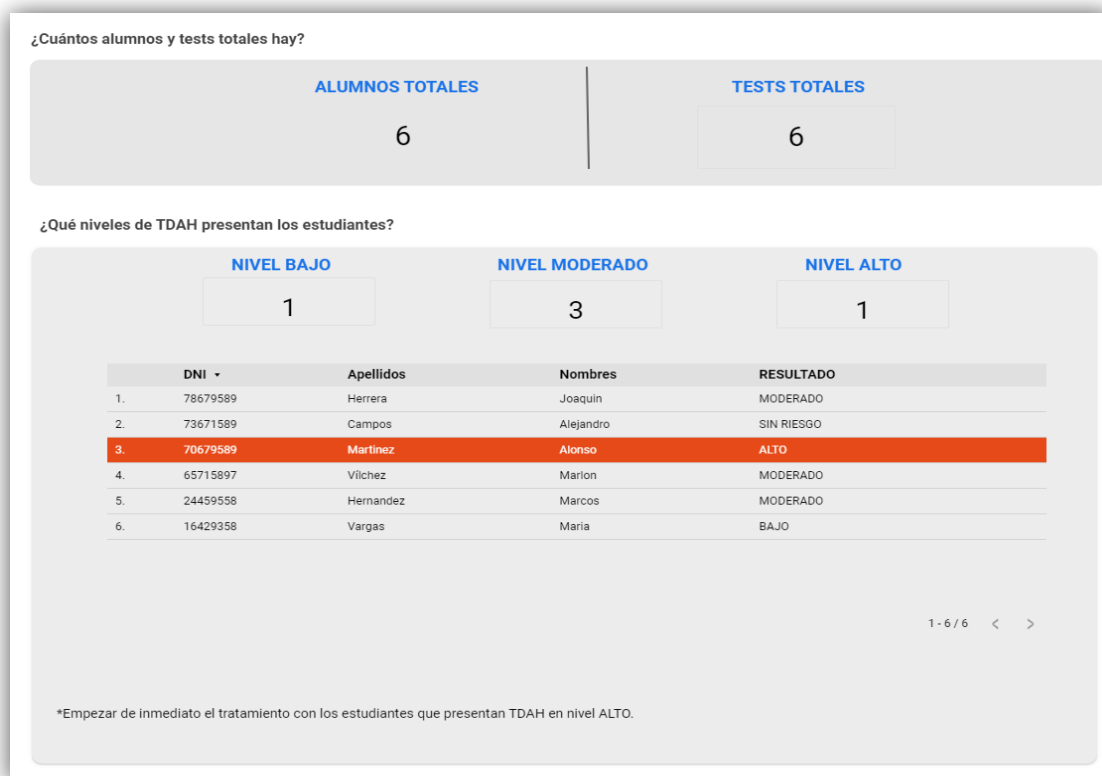 ¿Cuántos alumnos y tests totales hay?
ALUMNOS TOTALES TESTS TOTALES
6 6
¿Qué niveles de TDAH presentan los estudiantes?
NIVEL BAJO NIVEL MODERADO NIVEL ALTO
1 3 1
DNI Apellidos Nombres RESULTADO
1. 78679589 Herrera Joaquin MODERADO
2. 73671589 Campos Alejandro SIN RIESGO
3. 70679589 Martinez Alonso ALTO
4. 65715897 Vílchez Marlon MODERADO
5. 24459558 Hernandez Marcos MODERADO
6. 16429358 Vargas Maria BAJO
1 - 6 / 6 < >
*Empezar de inmediato el tratamiento con los estudiantes que presentan TDAH en nivel ALTO.